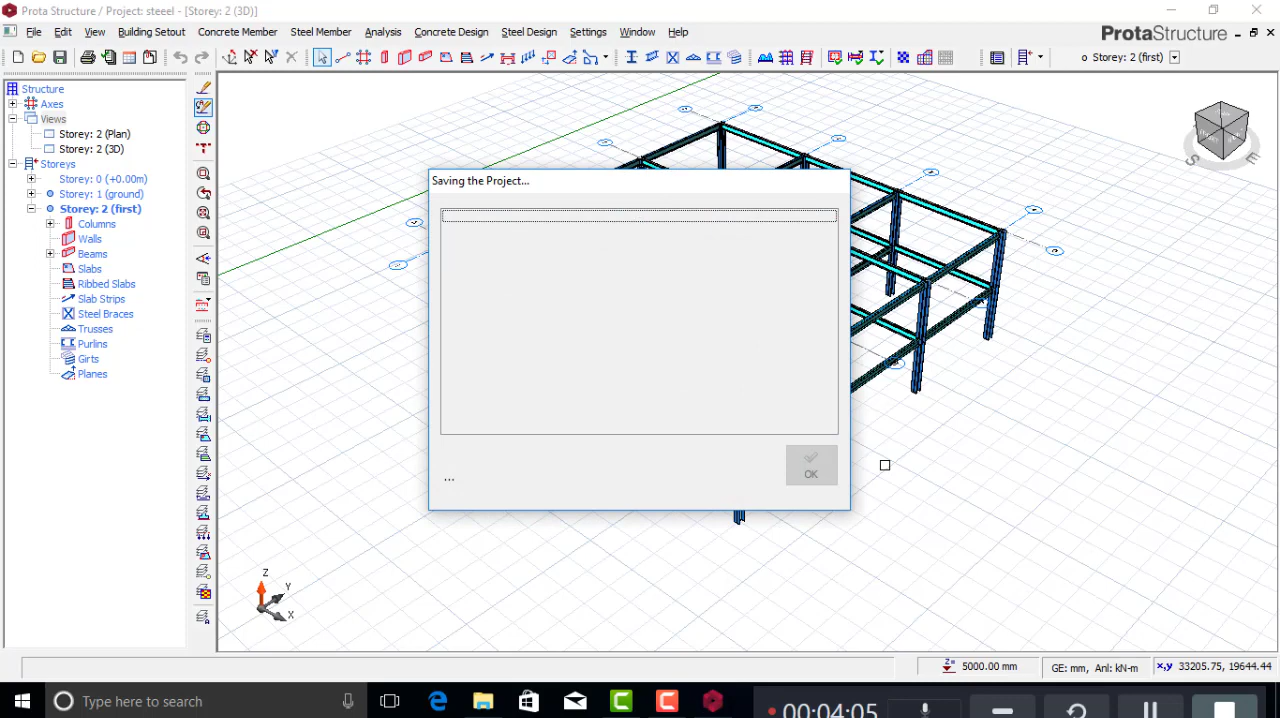 Prota Structure / Project: steeel - [Storey: 2 (3D)]
File Edit View Building Setout Concrete Member Steel Member Analysis Concrete Design Steel Design Settings Window Help
ProtaStructure
o Storey: 2 (first)
Structure
Axes
Views
Storey: 2 (Plan)
Storey: 2 (3D)
Storeys
Storey: 0 (+0.00m)
Storey: 1 (ground)
Storey: 2 (first)
Columns
Walls
Beams
Slabs
Ribbed Slabs
Slab Strips
Steel Braces
Trusses
Purlins
Girts
Planes
Saving the Project...
...
OK
S
E
Z
Y
X
5000.00 mm
GE: mm, Anl: kN-m
x,y 33205.75, 19644.44
Type here to search
00:04:05